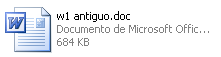 w1 antiguo.doc
Documento de Microsoft Offic...
684 KB